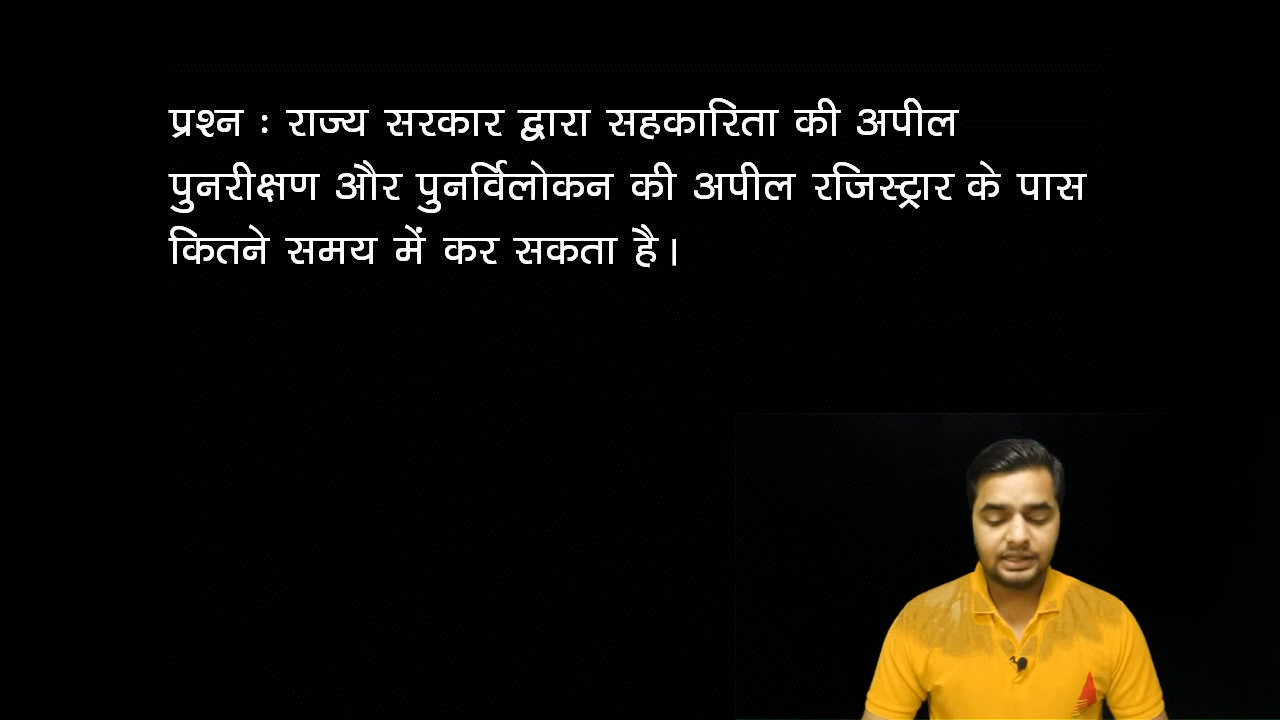 प्रश्न : राज्य सरकार द्वारा सहकारिता की अपील
पुनरीक्षण और पुनर्विलोकन की अपील रजिस्ट्रार के पास
कितने समय में कर सकता है।